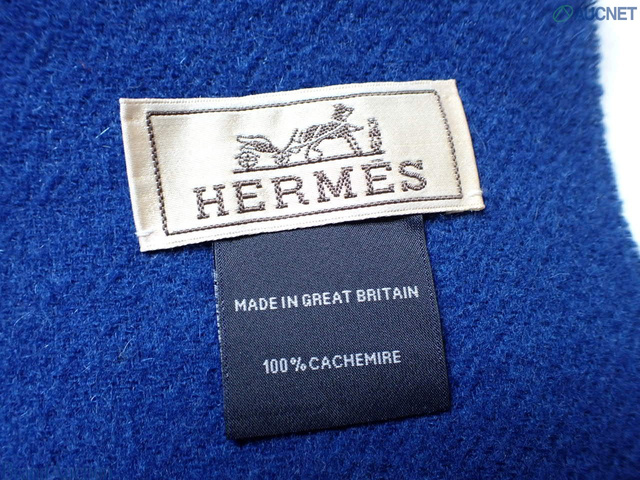 AUCNET
HERMÈS
MADE IN GREAT BRITAIN
100% CACHEMIRE